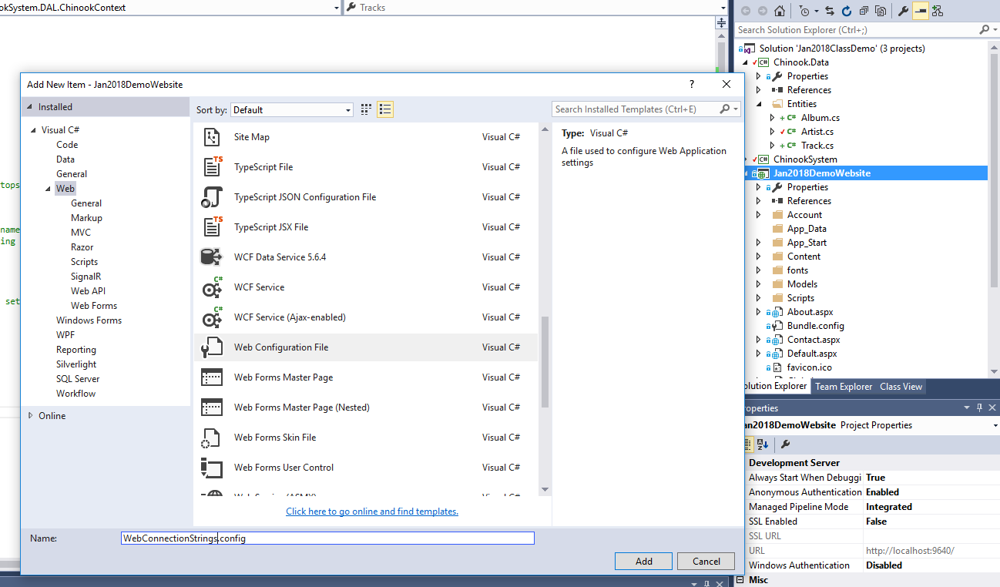 okSystem.DAL.ChinookContext
Tracks
tops
name
ing
set
Add New Item - Jan2018DemoWebsite
?
Installed
Visual C#
Code
Data
General
Web
General
Markup
MVC
Razor
Scripts
SignalR
Web API
Web Forms
Windows Forms
WPF
Reporting
Silverlight
SQL Server
Workflow
Online
Sort by: Default
Search Installed Templates (Ctrl+E)
Site Map Visual C#
TypeScript File Visual C#
TypeScript JSON Configuration File Visual C#
TypeScript JSX File Visual C#
WCF Data Service 5.6.4 Visual C#
WCF Service Visual C#
WCF Service (Ajax-enabled) Visual C#
Web Configuration File Visual C#
Web Forms Master Page Visual C#
Web Forms Master Page (Nested) Visual C#
Web Forms Skin File Visual C#
Web Forms User Control Visual C#
Web Service (ASMX) Visual C#
Click here to go online and find templates.
Type: Visual C#
A file used to configure Web Application
settings
Name: WebConnectionStrings.config
Add Cancel
Search Solution Explorer (Ctrl+;)
Solution 'Jan2018ClassDemo' (3 projects)
C# Chinook.Data
Properties
References
Entities
+ C# Album.cs
C# Artist.cs
+ C# Track.cs
C# ChinookSystem
Jan2018DemoWebsite
Properties
References
Account
App_Data
App_Start
Content
fonts
Models
Scripts
About.aspx
Bundle.config
Contact.aspx
Default.aspx
favicon.ico
olution Explorer Team Explorer Class View
roperties
an2018DemoWebsite Project Properties
Development Server
Always Start When Debuggi True
Anonymous Authentication Enabled
Managed Pipeline Mode Integrated
SSL Enabled False
SSL URL
URL http://localhost:9640/
Windows Authentication Disabled
Misc